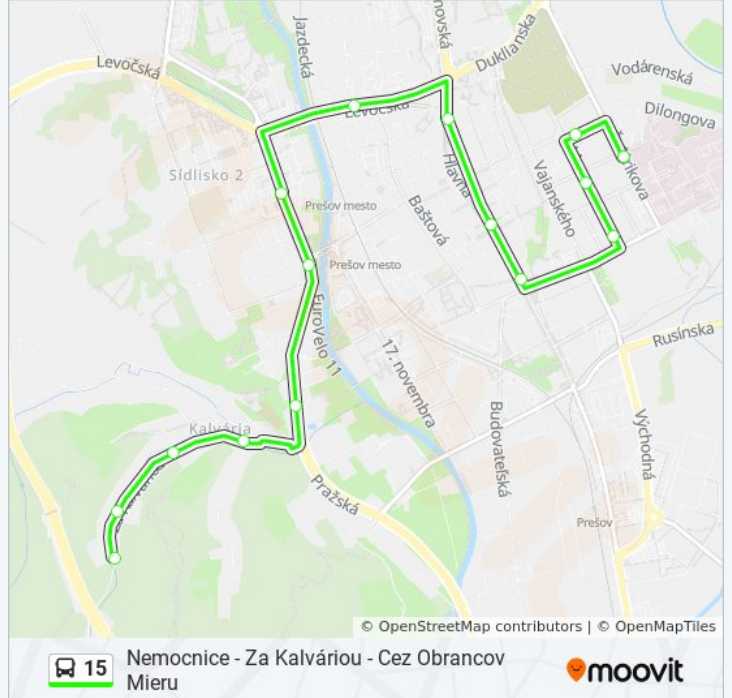 Jazdecká
Duklianska
Levočská
Vodárenská
Dilongova
Levočská
Hlavná
Vajanského
Sídlisko 2
Prešov mesto
Baštová
Prešov mesto
EuroVelo 11
Rusínska
17. novembra
Kalvária
Budovateľská
Východná
Pražská
Prešov
© OpenStreetMap contributors | © OpenMapTiles
15
Nemocnice - Za Kalváriou - Cez Obrancov
Mieru
moovit